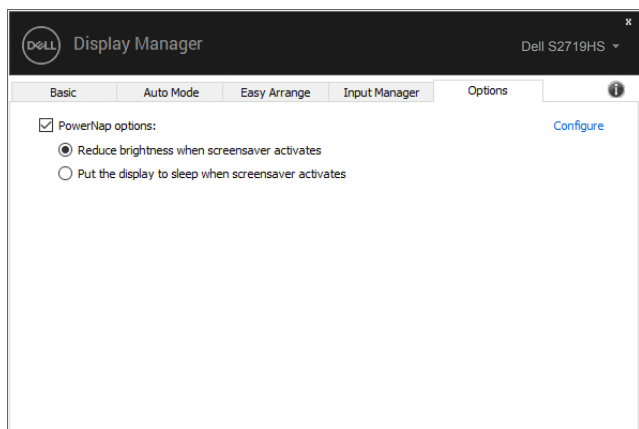 x
DELL Display Manager Dell S2719HS
Basic Auto Mode Easy Arrange Input Manager Options i
PowerNap options: Configure
Reduce brightness when screensaver activates
Put the display to sleep when screensaver activates